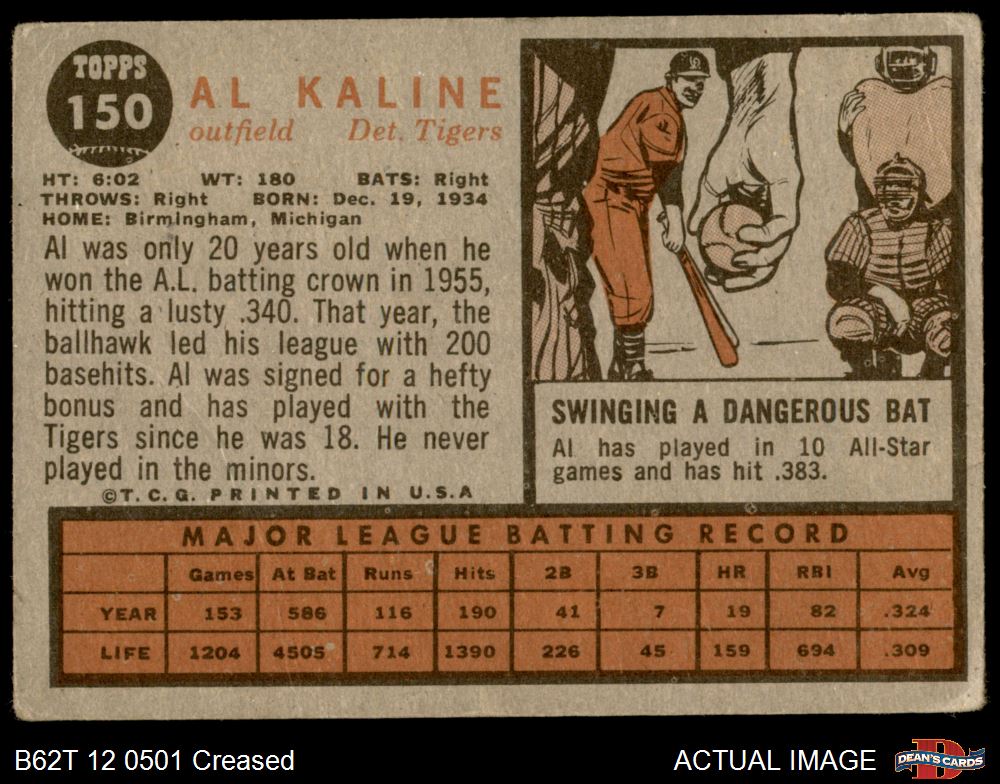 TOPPS
150
AL KALINE
outfield Det. Tigers
HT: 6:02 WT: 180 BATS: Right
THROWS: Right BORN: Dec. 19, 1934
HOME: Birmingham, Michigan
Al was only 20 years old when he
won the A.L. batting crown in 1955,
hitting a lusty .340. That year, the
ballhawk led his league with 200
basehits. Al was signed for a hefty
bonus and has played with the
Tigers since he was 18. He never
played in the minors.
©T.C.G. PRINTED IN U.S.A
SWINGING A DANGEROUS BAT
Al has played in 10 All-Star
games and has hit .383.
MAJOR LEAGUE BATTING RECORD
Games At Bat Runs Hits 2B 3B HR RBI Avg
YEAR 153 586 116 190 41 7 19 82 .324
LIFE 1204 4505 714 1390 226 45 159 694 .309
B62T 12 0501 Creased
ACTUAL IMAGE
DEAN'S CARDS